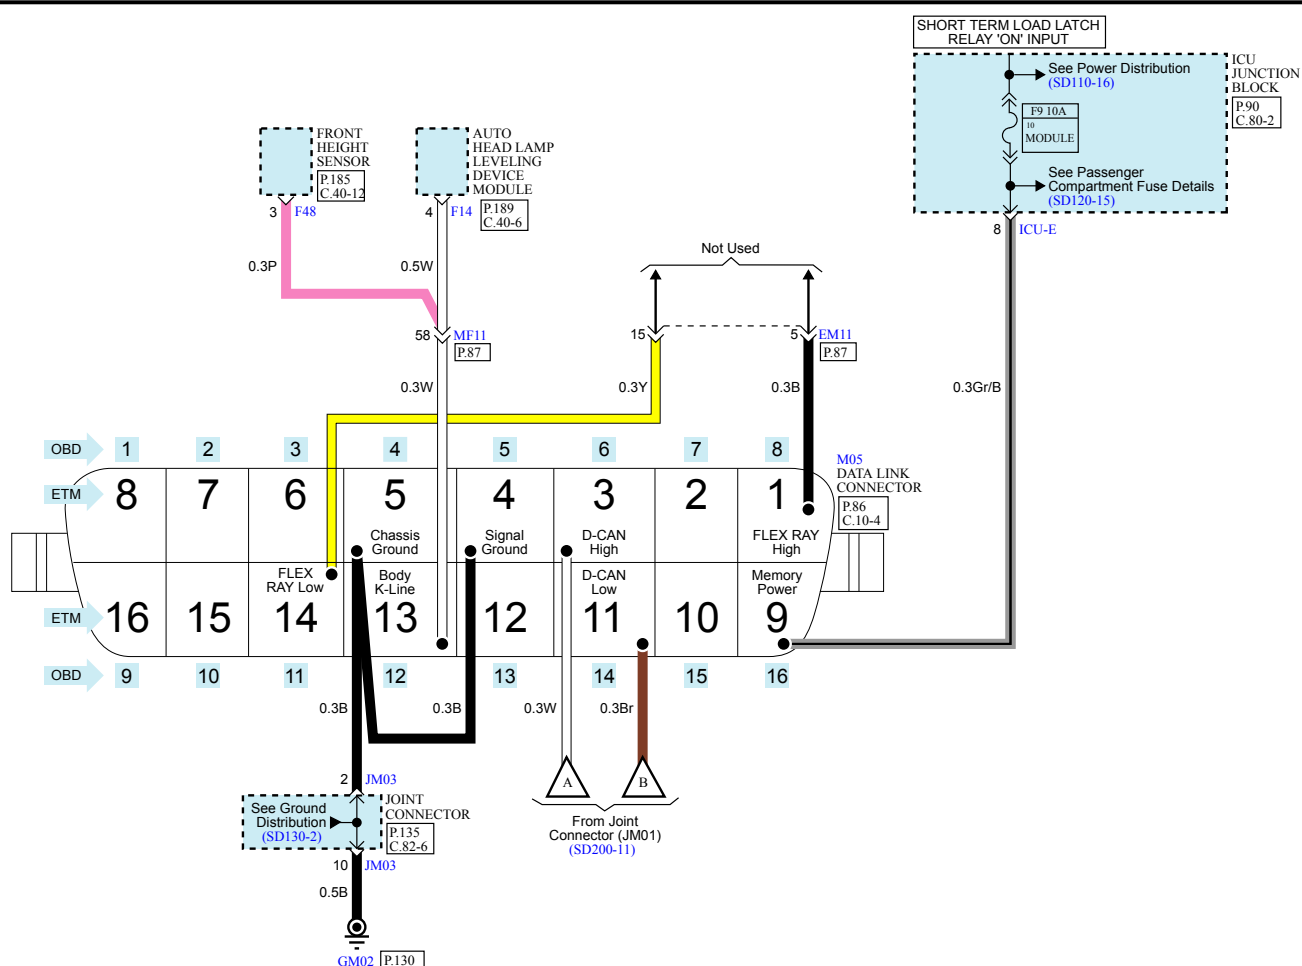 SHORT TERM LOAD LATCH
RELAY 'ON' INPUT
See Power Distribution
(SD110-16)
ICU
JUNCTION
BLOCK
P.90
C.80-2
F9 10A
10
MODULE
See Passenger
Compartment Fuse Details
(SD120-15)
8
ICU-E
FRONT
HEIGHT
SENSOR
P.185
C.40-12
3
F48
AUTO
HEAD LAMP
LEVELING
DEVICE
MODULE
P.189
C.40-6
4
F14
0.3P
0.5W
Not Used
58
MF11
P.87
15
5
EM11
P.87
0.3W
0.3Y
0.3B
0.3Gr/B
OBD
1
2
3
4
5
6
7
8
M05
DATA LINK
CONNECTOR
P.86
C.10-4
ETM
8
7
6
5
4
3
2
1
Chassis
Ground
Signal
Ground
D-CAN
High
FLEX RAY
High
FLEX
RAY Low
Body
K-Line
D-CAN
Low
Memory
Power
ETM
16
15
14
13
12
11
10
9
OBD
9
10
11
12
13
14
15
16
0.3B
0.3B
0.3W
0.3Br
2
JM03
A
B
See Ground
Distribution
(SD130-2)
JOINT
CONNECTOR
P.135
C.82-6
From Joint
Connector (JM01)
(SD200-11)
10
JM03
0.5B
GM02
P.130